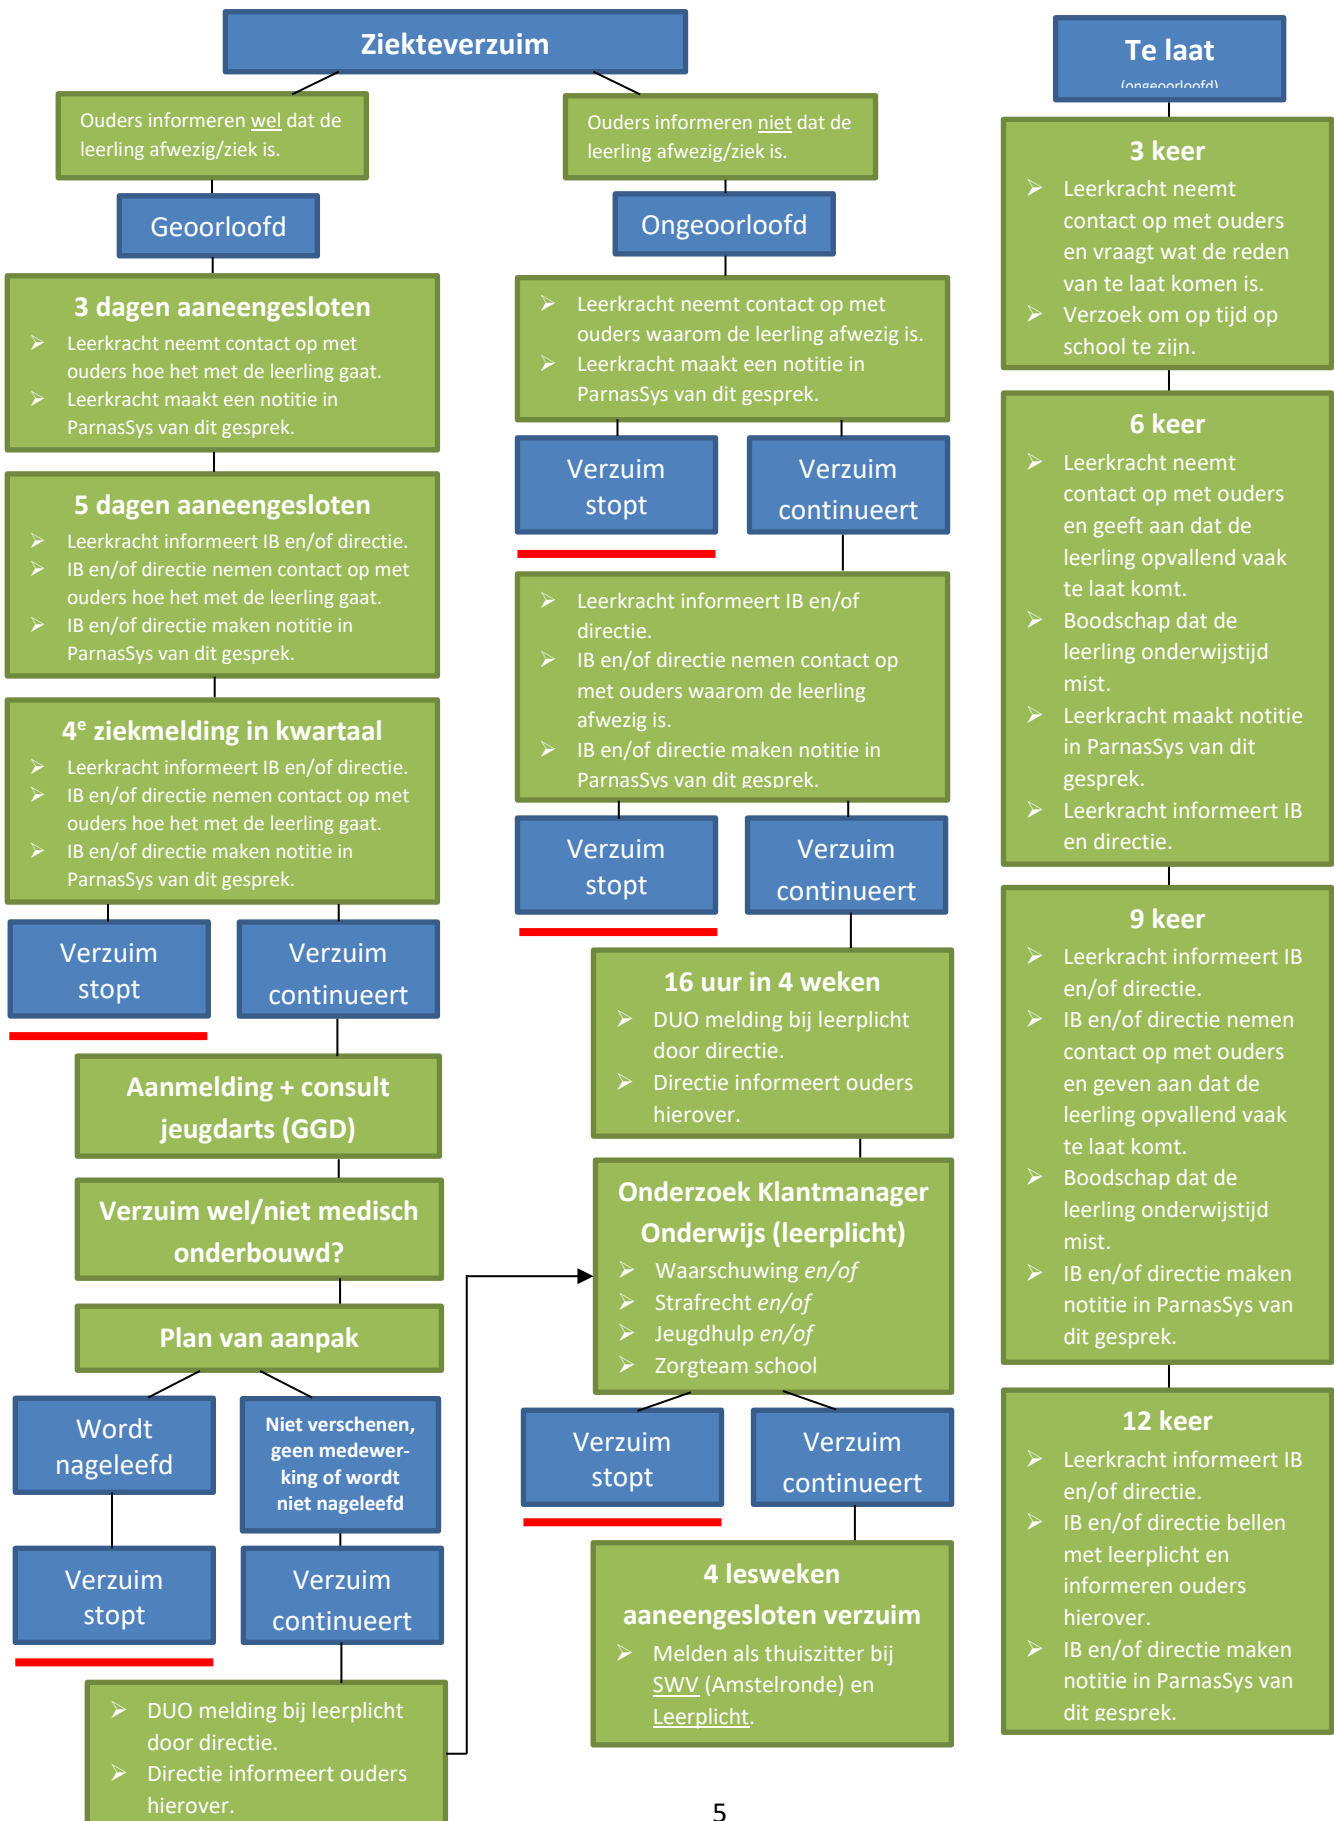 Ziekteverzuim
Ouders informeren wel dat de
leerling afwezig/ziek is.
Geoorloofd
3 dagen aaneengesloten
➢ Leerkracht neemt contact op met
ouders hoe het met de leerling gaat.
➢ Leerkracht maakt een notitie in
ParnasSys van dit gesprek.
5 dagen aaneengesloten
➢ Leerkracht informeert IB en/of directie.
➢ IB en/of directie nemen contact op met
ouders hoe het met de leerling gaat.
➢ IB en/of directie maken notitie in
ParnasSys van dit gesprek.
4e ziekmelding in kwartaal
➢ Leerkracht informeert IB en/of directie.
➢ IB en/of directie nemen contact op met
ouders hoe het met de leerling gaat.
➢ IB en/of directie maken notitie in
ParnasSys van dit gesprek.
Verzuim
stopt
Verzuim
continueert
Aanmelding + consult
jeugdarts (GGD)
Verzuim wel/niet medisch
onderbouwd?
Plan van aanpak
Wordt
nageleefd
Niet verschenen,
geen medewer-
king of wordt
niet nageleefd
Verzuim
stopt
Verzuim
continueert
➢ DUO melding bij leerplicht
door directie.
➢ Directie informeert ouders
hierover.
Ouders informeren niet dat de
leerling afwezig/ziek is.
Ongeoorloofd
➢ Leerkracht neemt contact op met
ouders waarom de leerling afwezig is.
➢ Leerkracht maakt een notitie in
ParnasSys van dit gesprek.
Verzuim
stopt
Verzuim
continueert
➢ Leerkracht informeert IB en/of
directie.
➢ IB en/of directie nemen contact op
met ouders waarom de leerling
afwezig is.
➢ IB en/of directie maken notitie in
ParnasSys van dit gesprek.
Verzuim
stopt
Verzuim
continueert
16 uur in 4 weken
➢ DUO melding bij leerplicht
door directie.
➢ Directie informeert ouders
hierover.
Onderzoek Klantmanager
Onderwijs (leerplicht)
➢ Waarschuwing en/of
➢ Strafrecht en/of
➢ Jeugdhulp en/of
➢ Zorgteam school
Verzuim
stopt
Verzuim
continueert
4 lesweken
aaneengesloten verzuim
➢ Melden als thuiszitter bij
SWV (Amstelronde) en
Leerplicht.
Te laat
(ongeoorloofd)
3 keer
➢ Leerkracht neemt
contact op met ouders
en vraagt wat de reden
van te laat komen is.
➢ Verzoek om op tijd op
school te zijn.
6 keer
➢ Leerkracht neemt
contact op met ouders
en geeft aan dat de
leerling opvallend vaak
te laat komt.
➢ Boodschap dat de
leerling onderwijstijd
mist.
➢ Leerkracht maakt notitie
in ParnasSys van dit
gesprek.
➢ Leerkracht informeert IB
en directie.
9 keer
➢ Leerkracht informeert IB
en/of directie.
➢ IB en/of directie nemen
contact op met ouders
en geven aan dat de
leerling opvallend vaak
te laat komt.
➢ Boodschap dat de
leerling onderwijstijd
mist.
➢ IB en/of directie maken
notitie in ParnasSys van
dit gesprek.
12 keer
➢ Leerkracht informeert IB
en/of directie.
➢ IB en/of directie bellen
met leerplicht en
informeren ouders
hierover.
➢ IB en/of directie maken
notitie in ParnasSys van
dit gesprek.
5